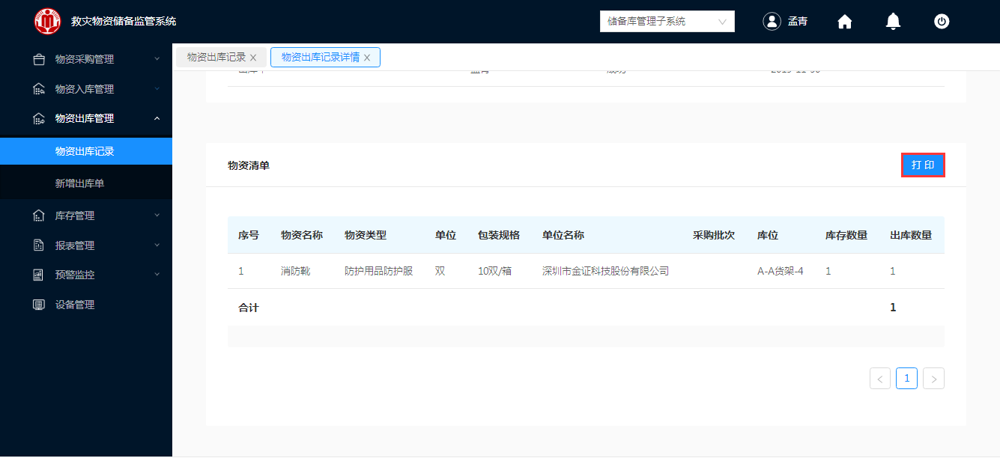 救灾物资储备监管系统
储备库管理子系统
孟青
物资采购管理
物资入库管理
物资出库管理
物资出库记录
新增出库单
库存管理
报表管理
预警监控
设备管理
物资出库记录 X
物资出库记录详情 X
物资清单
打 印
序号 物资名称 物资类型 单位 包装规格 单位名称 采购批次 库位 库存数量 出库数量
1 消防靴 防护用品防护服 双 10双/箱 深圳市金证科技股份有限公司 A-A货架-4 1 1
合计 1
< 1 >